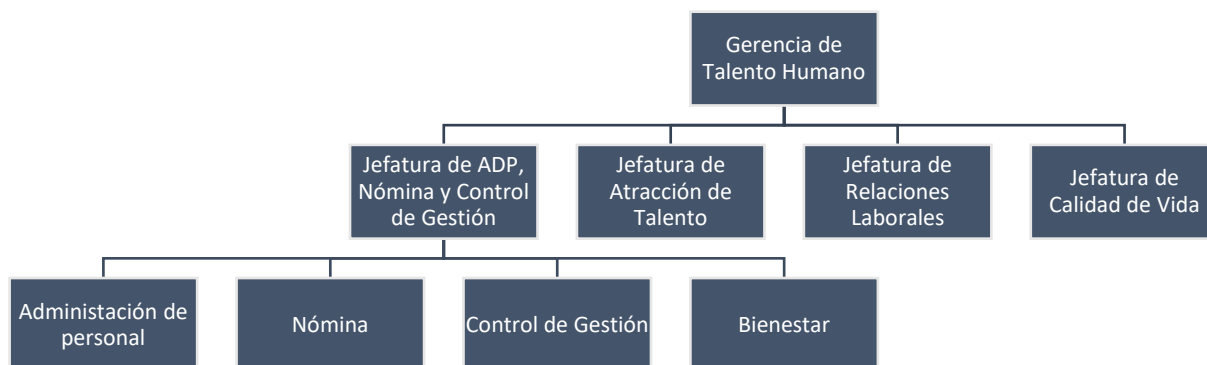 Gerencia de
Talento Humano
Jefatura de ADP,
Nómina y Control
de Gestión
Jefatura de
Atracción de
Talento
Jefatura de
Relaciones
Laborales
Jefatura de
Calidad de Vida
Administación de
personal
Nómina
Control de Gestión
Bienestar